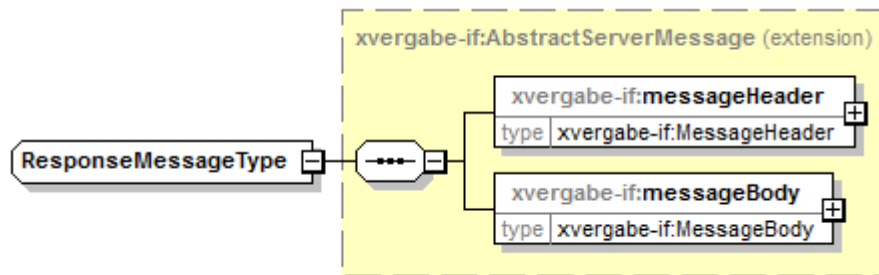 xvergabe-if:AbstractServerMessage (extension)
xvergabe-if:messageHeader
type xvergabe-if:MessageHeader
ResponseMessageType
xvergabe-if:messageBody
type xvergabe-if:MessageBody